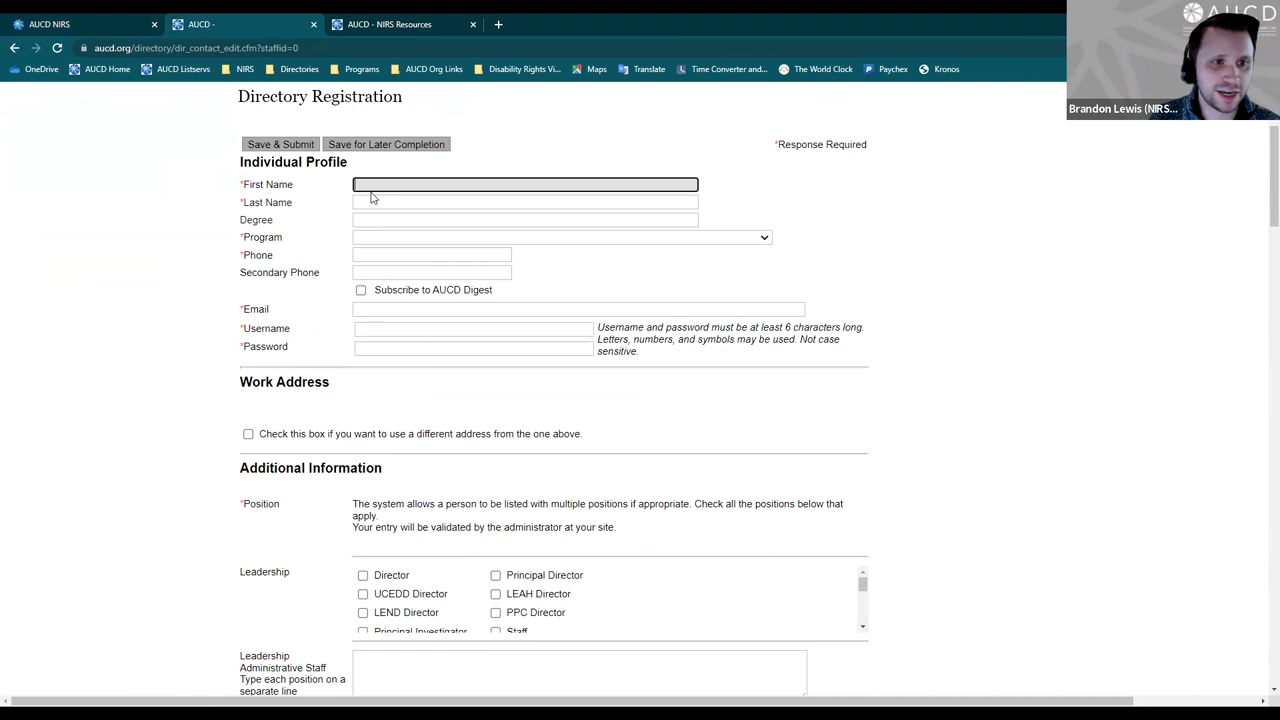 AUCD NIRS
AUCD -
AUCD - NIRS Resources
AUCD
aucd.org/directory/dir_contact_edit.cfm?staffid=0
OneDrive
AUCD Home
AUCD Listservs
NIRS
Directories
Programs
AUCD Org Links
Disability Rights Vi...
Maps
Translate
Time Converter and...
The World Clock
Paychex
Kronos
Brandon Lewis (NIRS...
Directory Registration
Save & Submit
Save for Later Completion
*Response Required
Individual Profile
*First Name
*Last Name
Degree
*Program
*Phone
Secondary Phone
Subscribe to AUCD Digest
*Email
*Username
Username and password must be at least 6 characters long.
Letters, numbers, and symbols may be used. Not case
sensitive.
*Password
Work Address
Check this box if you want to use a different address from the one above.
Additional Information
*Position
The system allows a person to be listed with multiple positions if appropriate. Check all the positions below that
apply.
Your entry will be validated by the administrator at your site.
Leadership
Director
Principal Director
UCEDD Director
LEAH Director
LEND Director
PPC Director
Principal Investigator
Staff
Leadership
Administrative Staff
Type each position on a
separate line